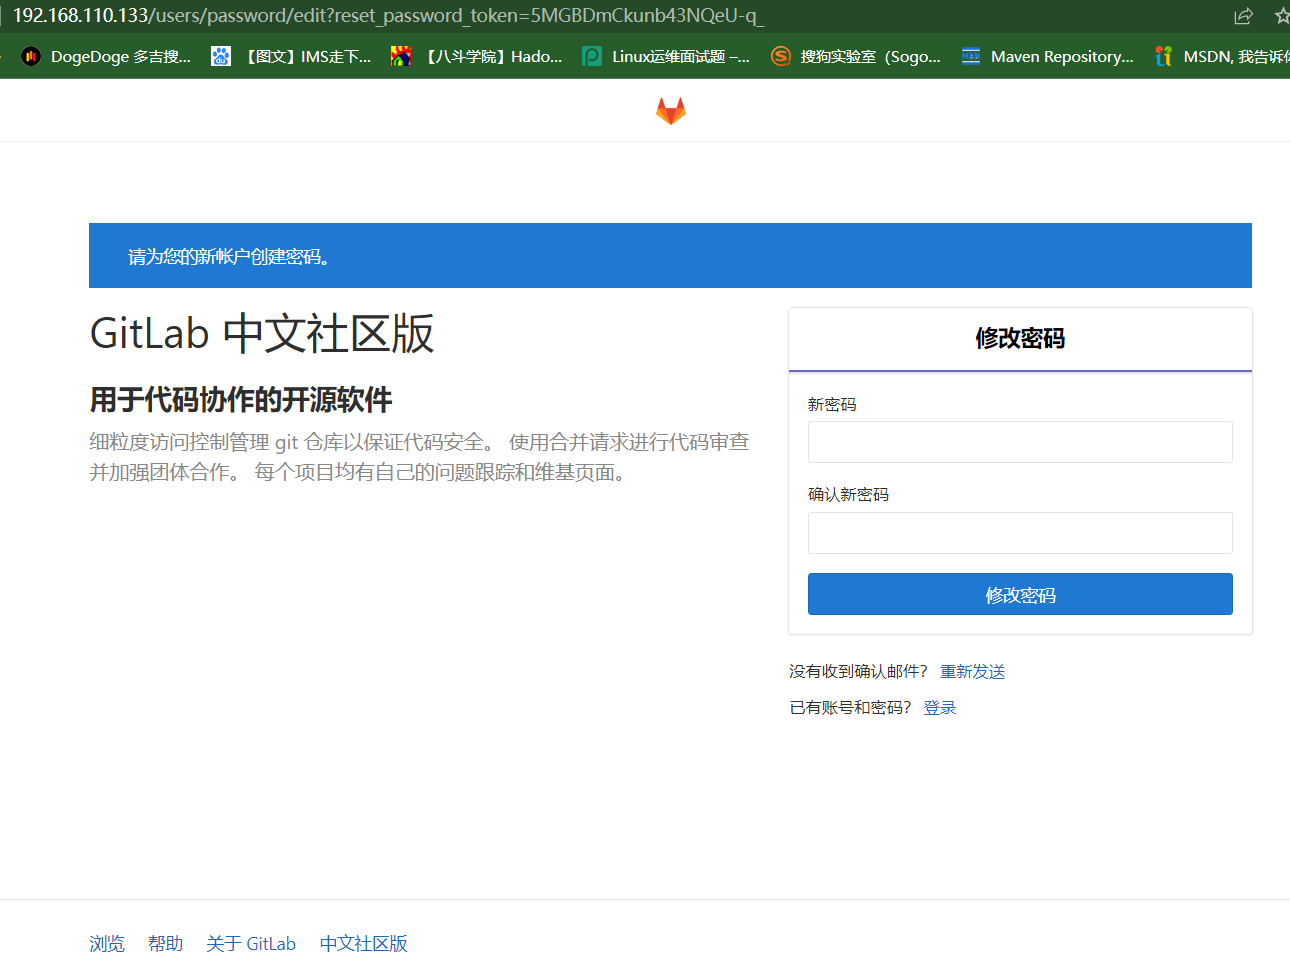 192.168.110.133/users/password/edit?reset_password_token=5MGBDmCkunb43NQeU-q_
DogeDoge 多吉搜... 【图文】IMS走下... 【八斗学院】Hado... Linux运维面试题 –... 搜狗实验室（Sogo... Maven Repository... MSDN, 我告诉
请为您的新帐户创建密码。
GitLab 中文社区版
用于代码协作的开源软件
细粒度访问控制管理 git 仓库以保证代码安全。 使用合并请求进行代码审查
并加强团体合作。 每个项目均有自己的问题跟踪和维基页面。
修改密码
新密码
确认新密码
修改密码
没有收到确认邮件？ 重新发送
已有账号和密码？ 登录
浏览 帮助 关于 GitLab 中文社区版